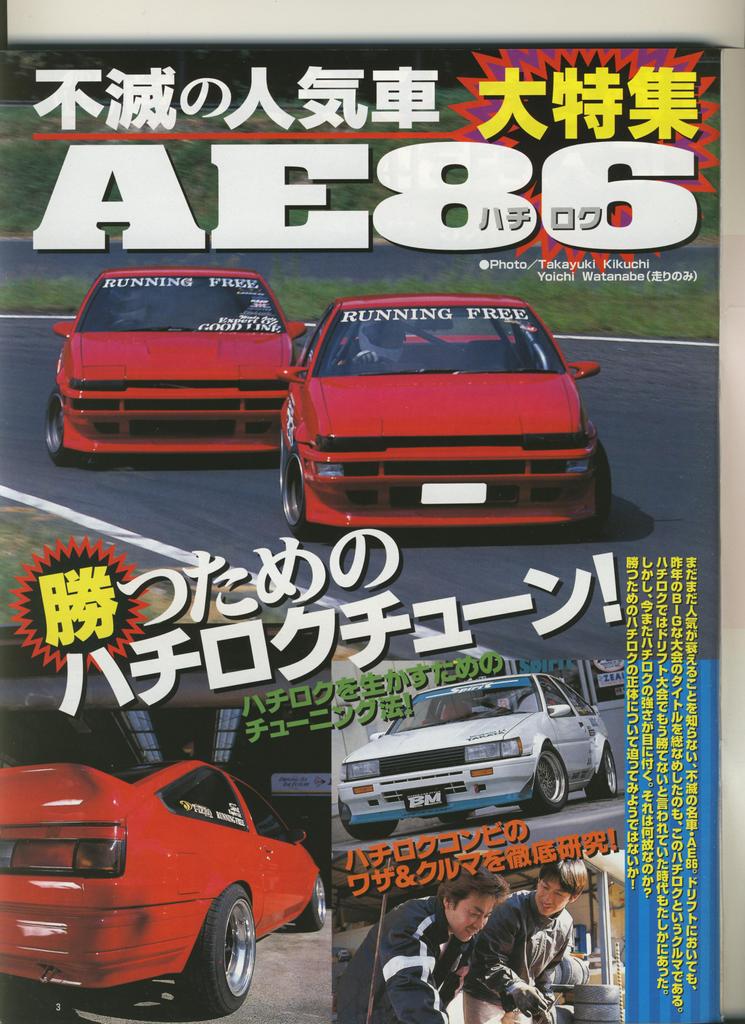 不滅の人気車
大特集
AE86
ハチ ロク
●Photo／Takayuki Kikuchi
Yoichi Watanabe(走りのみ)
RUNNING FREE
GOOD LINE
RUNNING FREE
勝つための
ハチロクチューン!
ハチロクを生かすための
チューニング法!
SPIRIT
Spirit
BM
RUNNING FREE
ハチロクコンビの
ワザ&クルマを徹底研究!
まだまだ人気が衰えることを知らない、不滅の名車・AE86。ドリフトにおいても、
昨年のBIGな大会のタイトルを総なめしたのも、このハチロクというクルマである。
ハチロクではドリフト大会でもう勝てないと言われていた時代もたしかにあった。
しかし、今またハチロクの強さが目に付く。それは何故なのか?
勝つためのハチロクの正体について迫ってみようではないか!
3